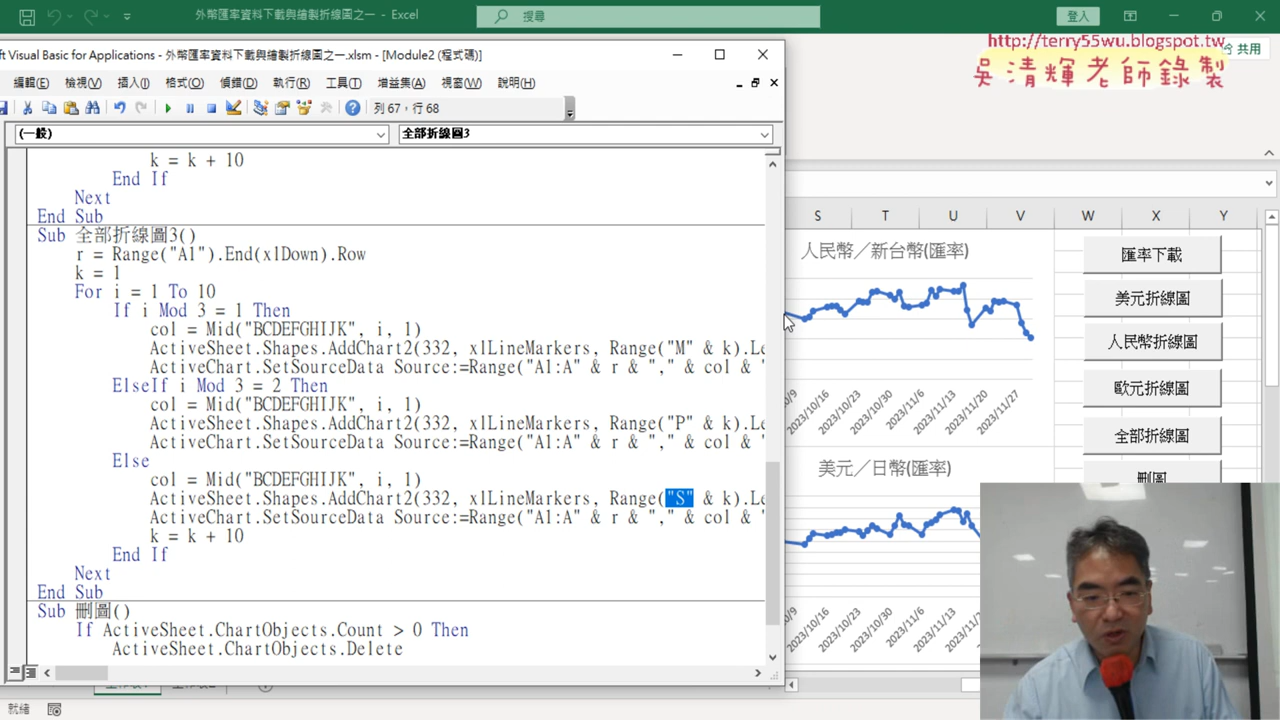 外幣匯率資料下載與繪製折線圖之一 - Excel
搜尋
登入
http://terry55wu.blogspot.tw
吳清輝老師錄製
共用
ft Visual Basic for Applications - 外幣匯率資料下載與繪製折線圖之一.xlsm - [Module2 (程式碼)]
編輯(E) 檢視(V) 插入(I) 格式(O) 偵錯(D) 執行(R) 工具(T) 增益集(A) 視窗(W) 說明(H)
列 67，行 68
(一般) 全部折線圖3
k = k + 10
End If
Next
End Sub
Sub 全部折線圖3()
r = Range("A1").End(xlDown).Row
k = 1
For i = 1 To 10
If i Mod 3 = 1 Then
col = Mid("BCDEFGHIJK", i, 1)
ActiveSheet.Shapes.AddChart2(332, xlLineMarkers, Range("M" & k).Le
ActiveChart.SetSourceData Source:=Range("A1:A" & r & "," & col & "
ElseIf i Mod 3 = 2 Then
col = Mid("BCDEFGHIJK", i, 1)
ActiveSheet.Shapes.AddChart2(332, xlLineMarkers, Range("P" & k).Le
ActiveChart.SetSourceData Source:=Range("A1:A" & r & "," & col & "
Else
col = Mid("BCDEFGHIJK", i, 1)
ActiveSheet.Shapes.AddChart2(332, xlLineMarkers, Range("S" & k).Le
ActiveChart.SetSourceData Source:=Range("A1:A" & r & "," & col & "
k = k + 10
End If
Next
End Sub
Sub 刪圖()
If ActiveSheet.ChartObjects.Count > 0 Then
ActiveSheet.ChartObjects.Delete
S T U V W X Y
人民幣／新台幣(匯率)
10/9 2023/10/16 2023/10/23 2023/10/30 2023/11/6 2023/11/13 2023/11/20 2023/11/27
美元／日幣(匯率)
10/9 2023/10/16 2023/10/23 2023/10/30 2023/11/6 2023/11/13
匯率下載
美元折線圖
人民幣折線圖
歐元折線圖
全部折線圖
刪圖
就緒